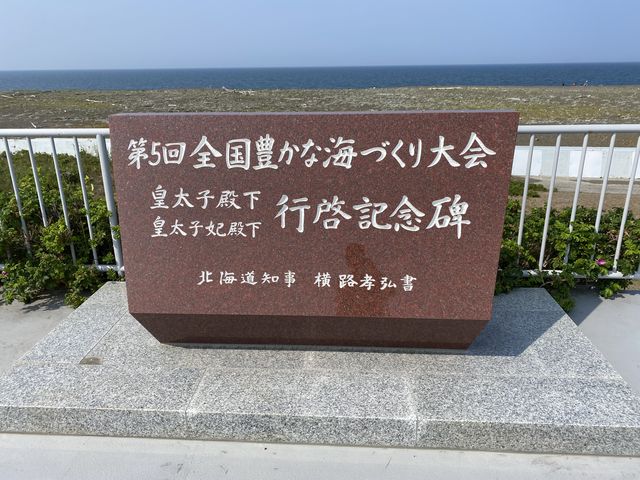 第5回全国豊かな海づくり大会
皇太子殿下
皇太子妃殿下
行啓記念碑
北海道知事 横路孝弘書